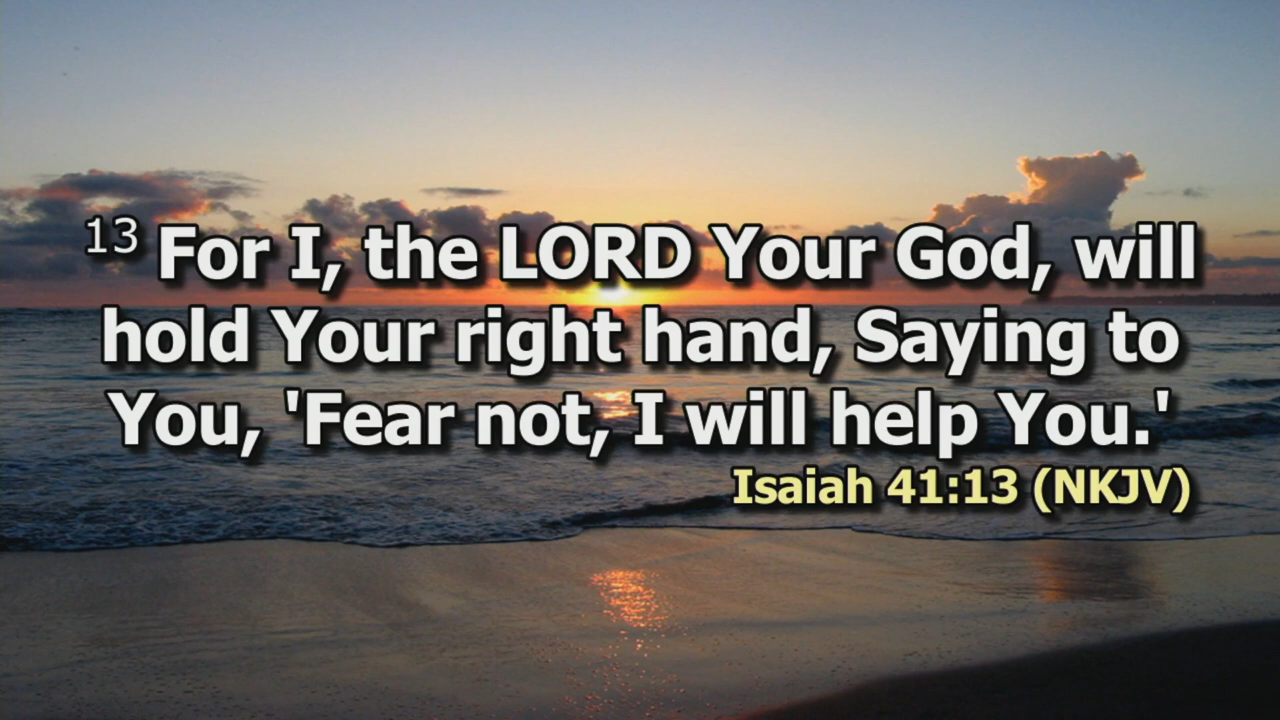 13 For I, the LORD Your God, will
hold Your right hand, Saying to
You, 'Fear not, I will help You.'
Isaiah 41:13 (NKJV)